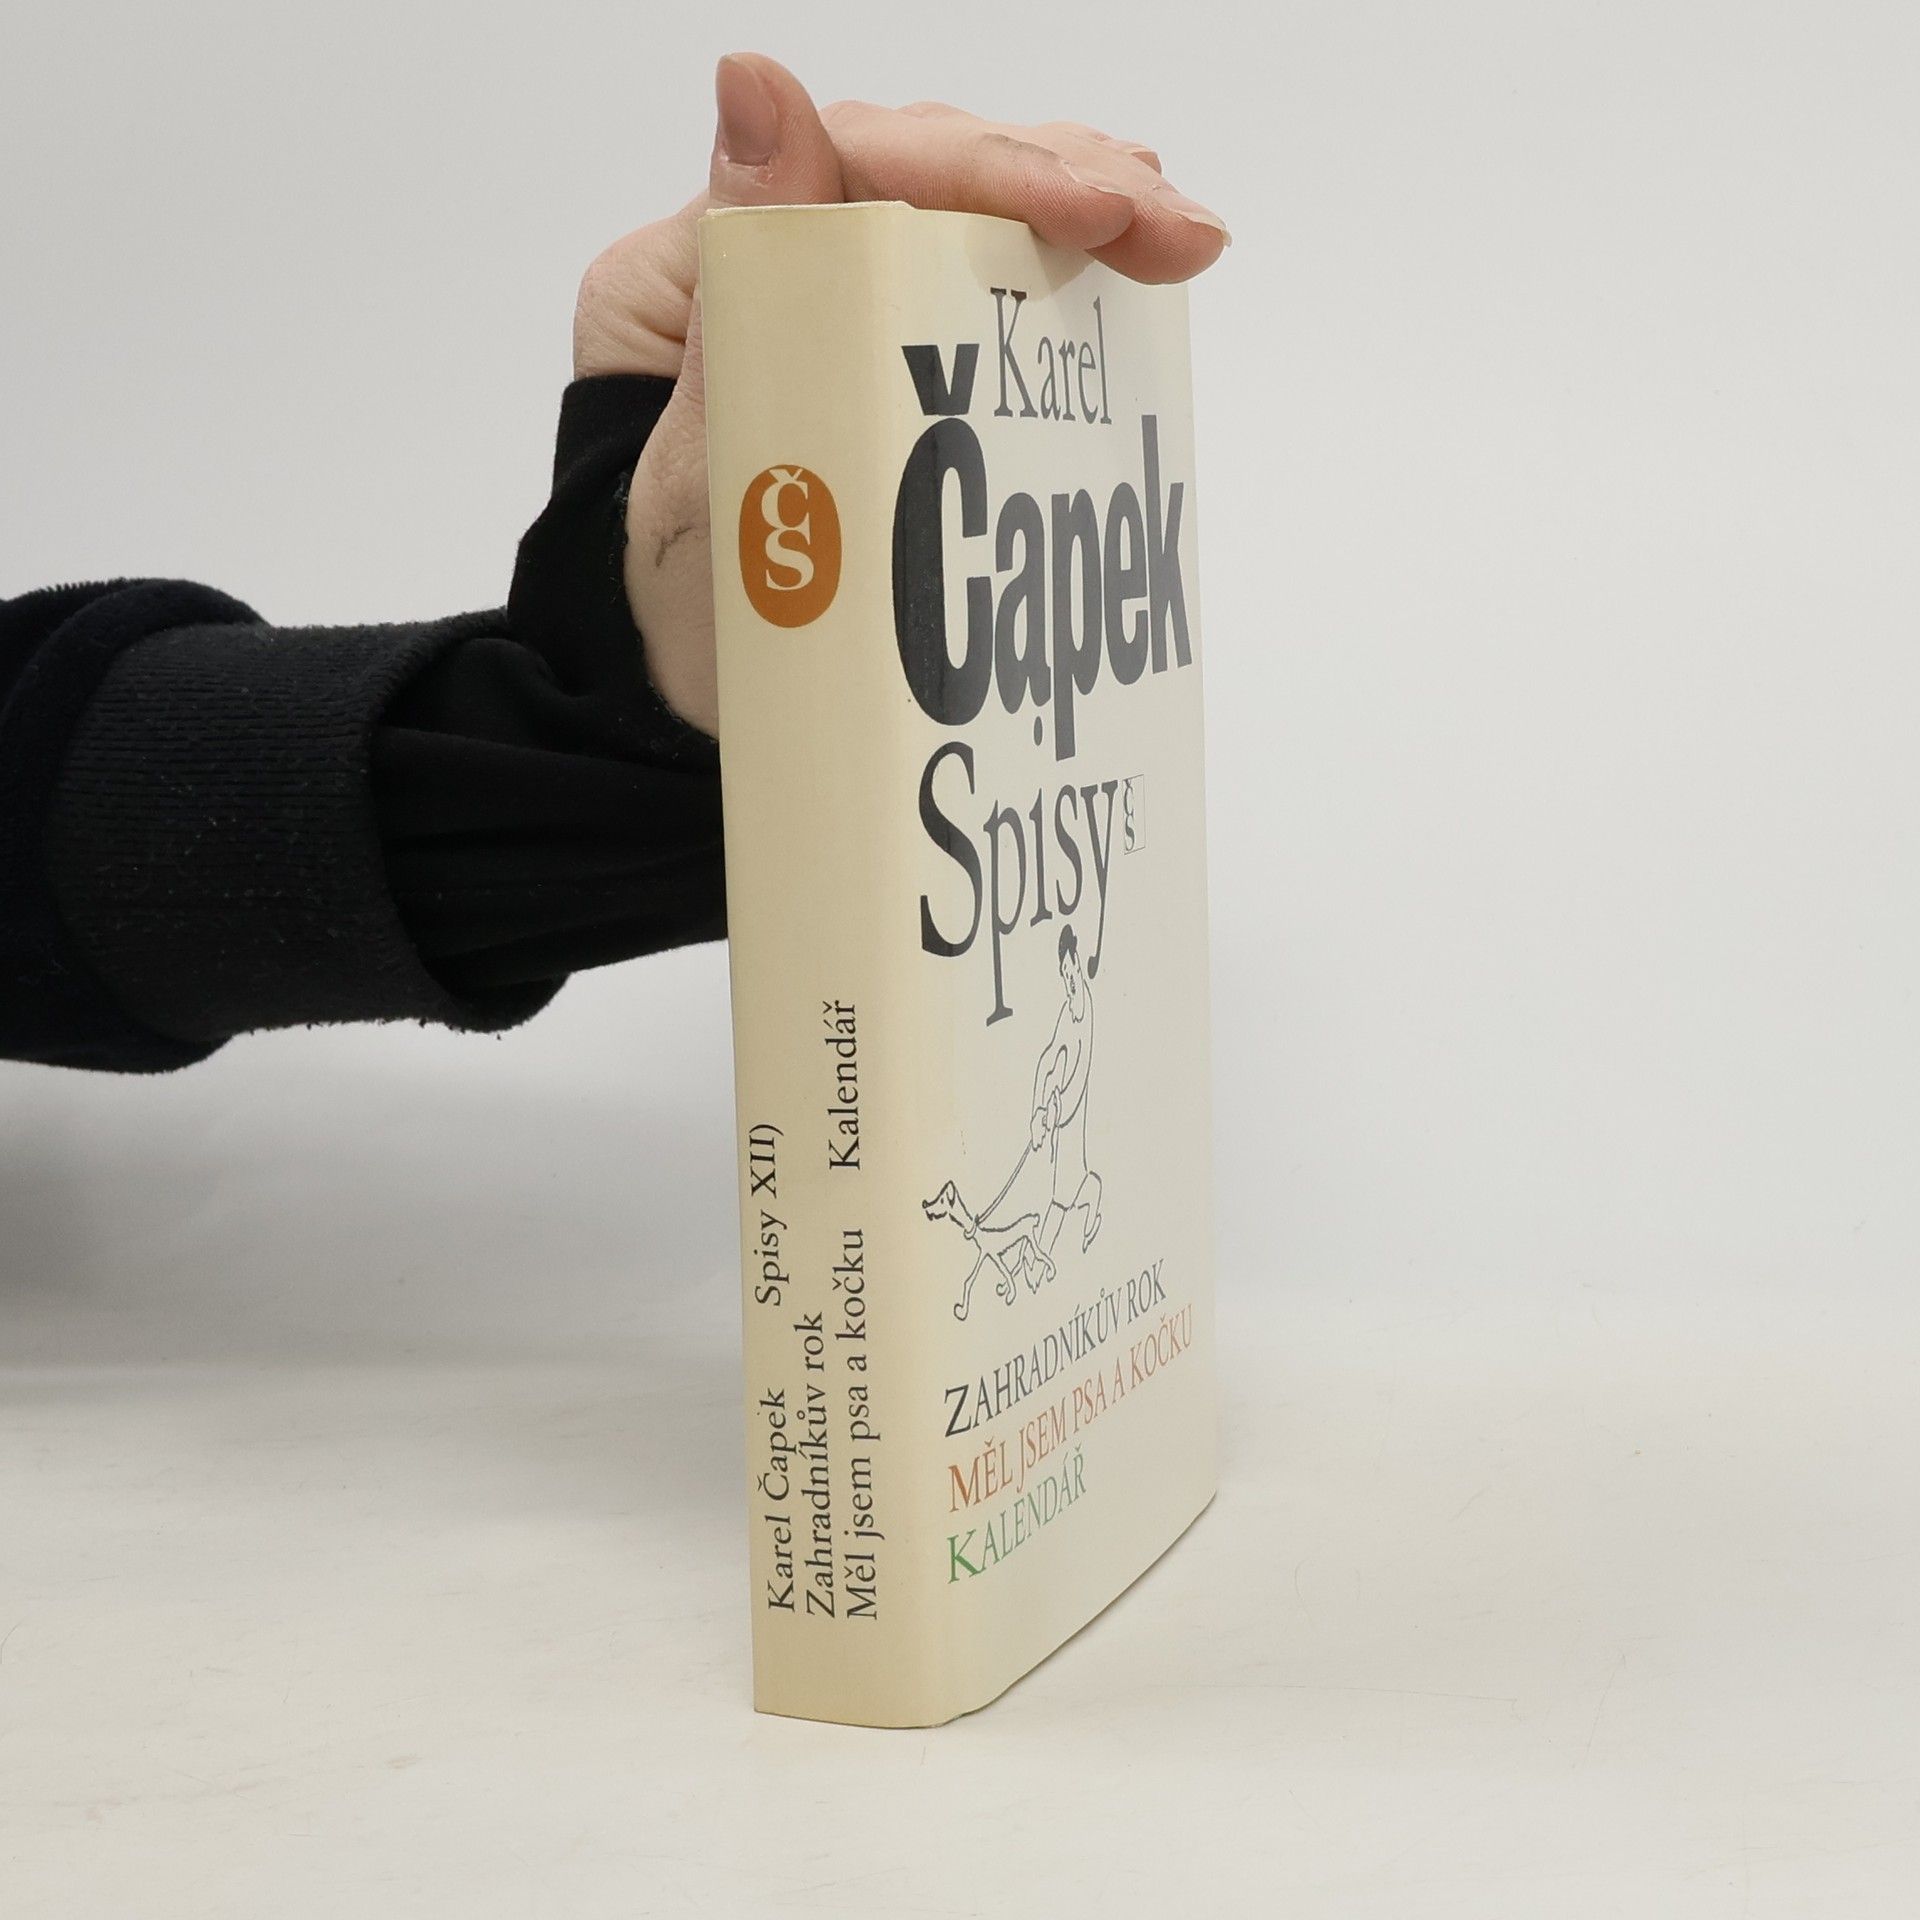 ČS
Karel Čapek Spisy XII)
Zahradníkův rok
Měl jsem psa a kočku Kalendář
Karel
Čapek
Spisy
ČS
ZAHRADNÍKŮV ROK
MĚL JSEM PSA A KOČKU
KALENDÁŘ